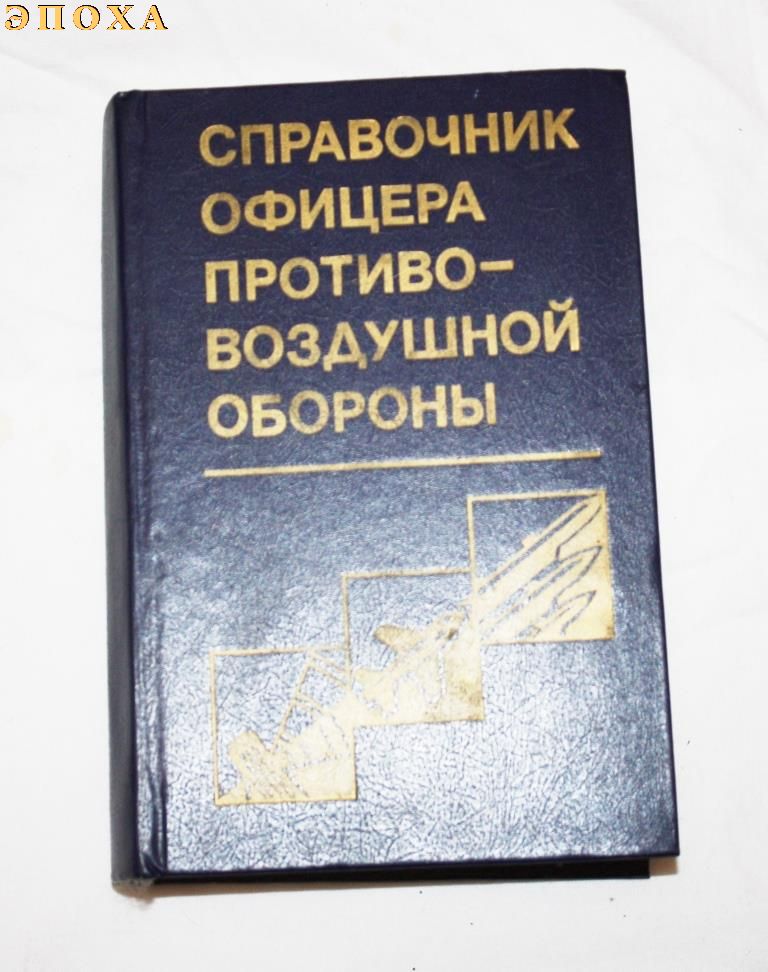 ЭПОХА
СПРАВОЧНИК
ОФИЦЕРА
ПРОТИВО-
ВОЗДУШНОЙ
ОБОРОНЫ